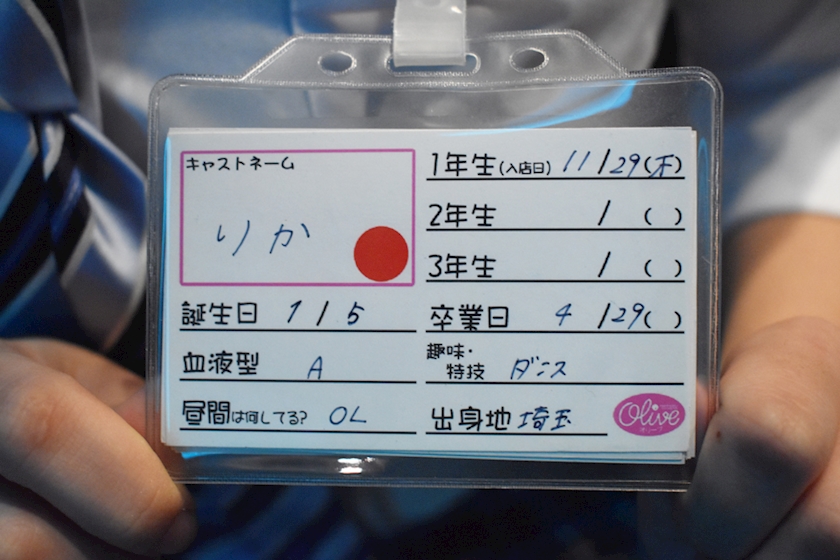 キャストネーム
りか
誕生日 1/5
血液型 A
昼間は何してる? OL
1年生(入店日) 11/29(木)
2年生 / ( )
3年生 / ( )
卒業日 4/29( )
趣味・
特技 ダンス
出身地 埼玉
Olive